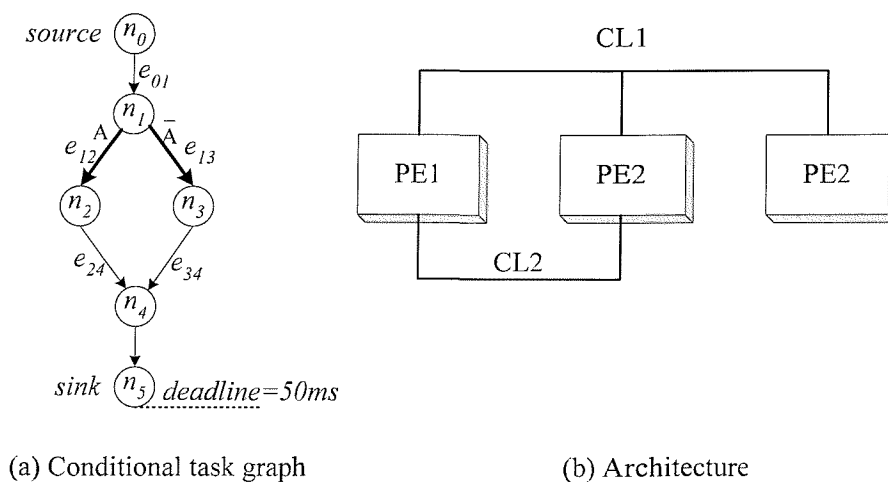 source n0
e01
n1
A Ā
e12 e13
n2 n3
e24 e34
n4
sink n5 deadline=50ms
(a) Conditional task graph
CL1
PE1 PE2 PE2
CL2
(b) Architecture